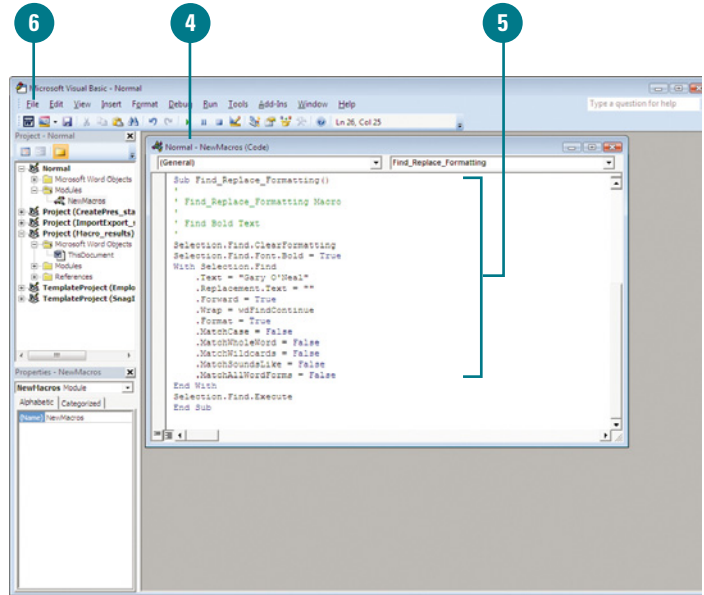 6
4
5
Microsoft Visual Basic - Normal
File Edit View Insert Format Debug Run Tools Add-Ins Window Help
Type a question for help
Ln 26, Col 25
Project - Normal
Normal
Microsoft Word Objects
Modules
NewMacros
Project (CreatePres_sta
Project (ImportExport_
Project (Macro_results)
Microsoft Word Objects
ThisDocument
Modules
References
TemplateProject (Emplo
TemplateProject (SnagI
Properties - NewMacros
NewMacros Module
Alphabetic Categorized
(Name) NewMacros
Normal - NewMacros (Code)
(General)
Find_Replace_Formatting
Sub Find_Replace_Formatting()
'
' Find_Replace_Formatting Macro
'
' Find Bold Text
'
Selection.Find.ClearFormatting
Selection.Find.Font.Bold = True
With Selection.Find
.Text = "Gary O'Neal"
.Replacement.Text = ""
.Forward = True
.Wrap = wdFindContinue
.Format = True
.MatchCase = False
.MatchWholeWord = False
.MatchWildcards = False
.MatchSoundsLike = False
.MatchAllWordForms = False
End With
Selection.Find.Execute
End Sub